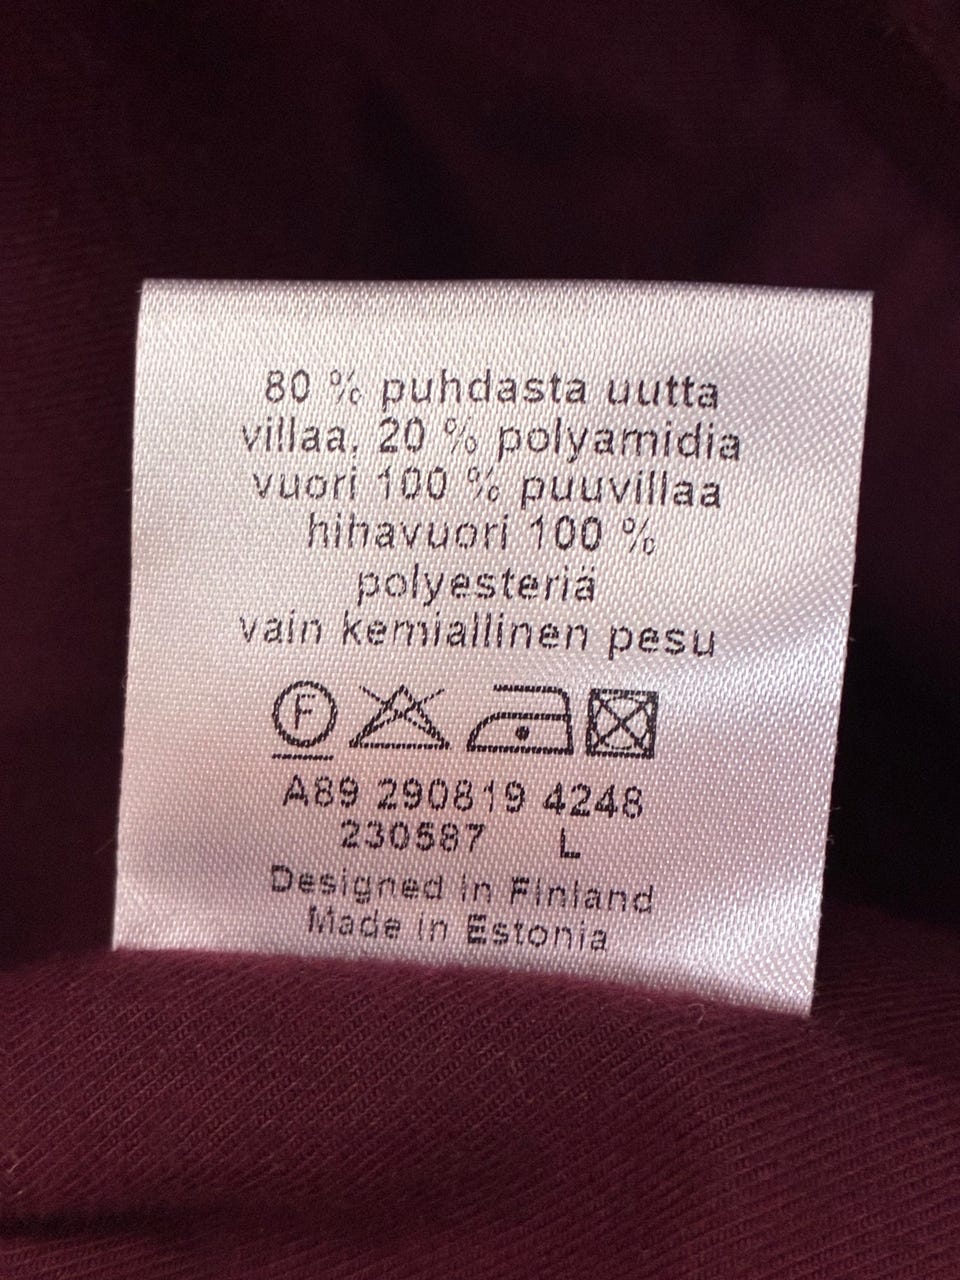 80 % puhdasta uutta
villaa, 20 % polyamidia
vuori 100 % puuvillaa
hihavuori 100 %
polyesteriä
vain kemiallinen pesu
F
A89 290819 4248
230587 L
Designed in Finland
Made in Estonia